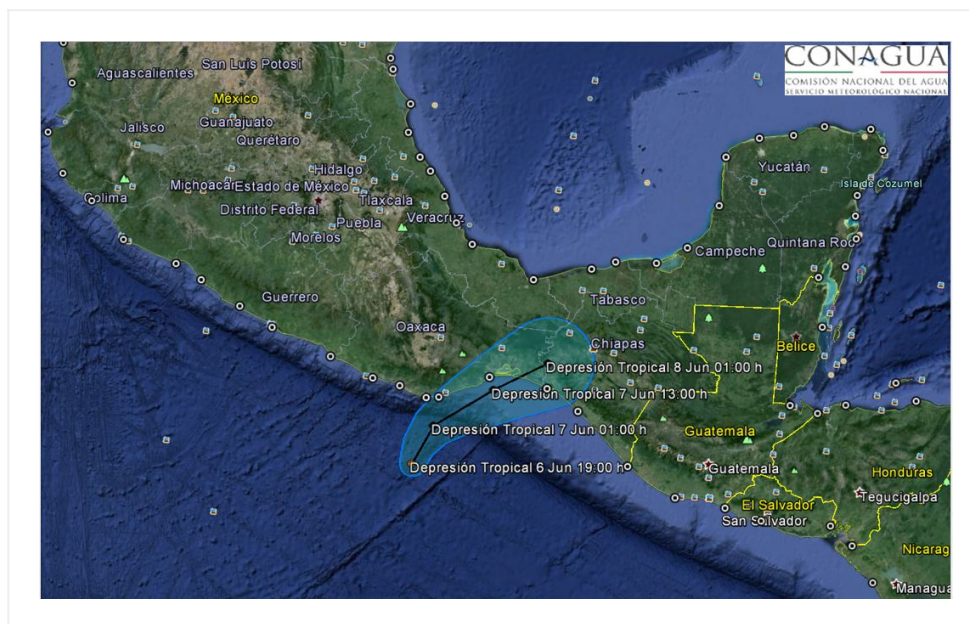 CONAGUA
COMISIÓN NACIONAL DEL AGUA
SERVICIO METEOROLÓGICO NACIONAL
San Luis Potosí
Aguascalientes
México
Guanajuato
Jalisco
Querétaro
Hidalgo
Michoacán
Estado de México
Colima
Tlaxcala
Distrito Federal
Puebla
Veracruz
Morelos
Yucatán
Isla de Cozumel
Quintana Roo
Campeche
Guerrero
Tabasco
Oaxaca
Chiapas
Belice
Depresión Tropical 8 Jun 01:00 h
Depresión Tropical 7 Jun 13:00 h
Depresión Tropical 7 Jun 01:00 h
Guatemala
Depresión Tropical 6 Jun 19:00 h
Guatemala
Honduras
Tegucigalpa
El Salvador
San Salvador
Nicarag
Managua